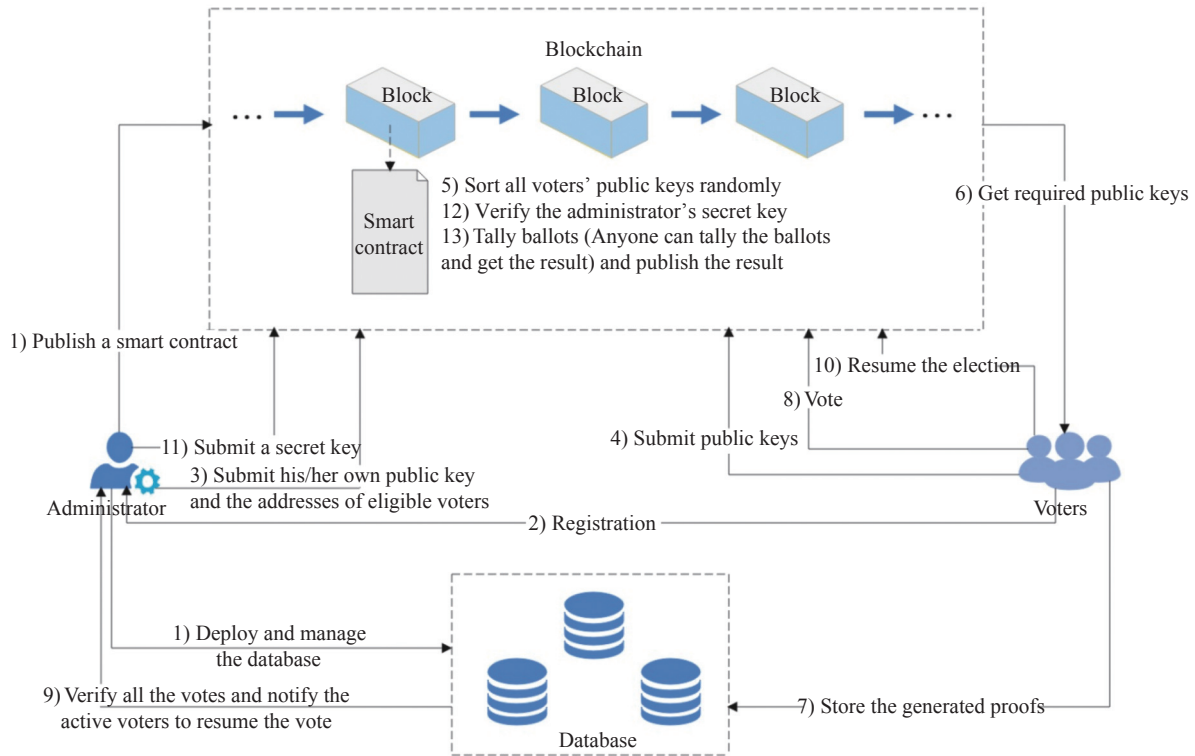 Blockchain
Block
Block
Block
5) Sort all voters’ public keys randomly
12) Verify the administrator’s secret key
13) Tally ballots (Anyone can tally the ballots
and get the result) and publish the result
Smart
contract
6) Get required public keys
1) Publish a smart contract
10) Resume the election
8) Vote
4) Submit public keys
11) Submit a secret key
3) Submit his/her own public key
and the addresses of eligible voters
Administrator
Voters
2) Registration
1) Deploy and manage
the database
9) Verify all the votes and notify the
active voters to resume the vote
7) Store the generated proofs
Database